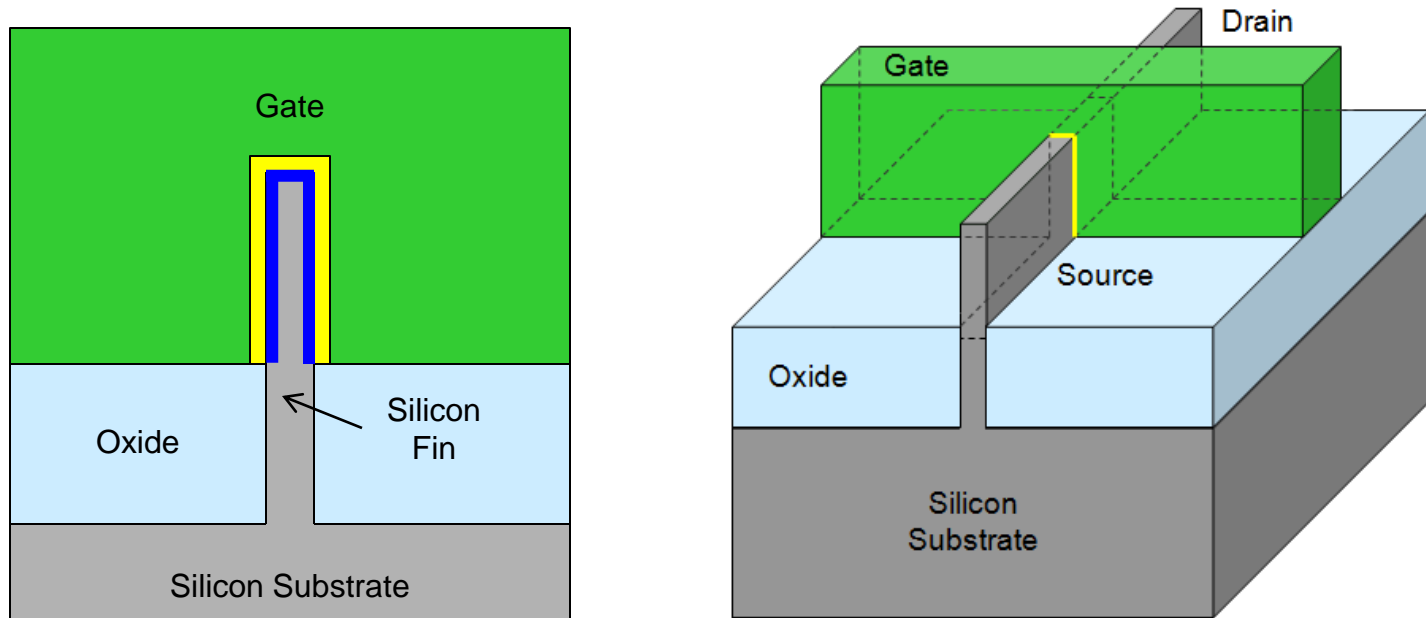 Gate
Oxide
Silicon
Fin
Silicon Substrate
Drain
Gate
Source
Oxide
Silicon
Substrate